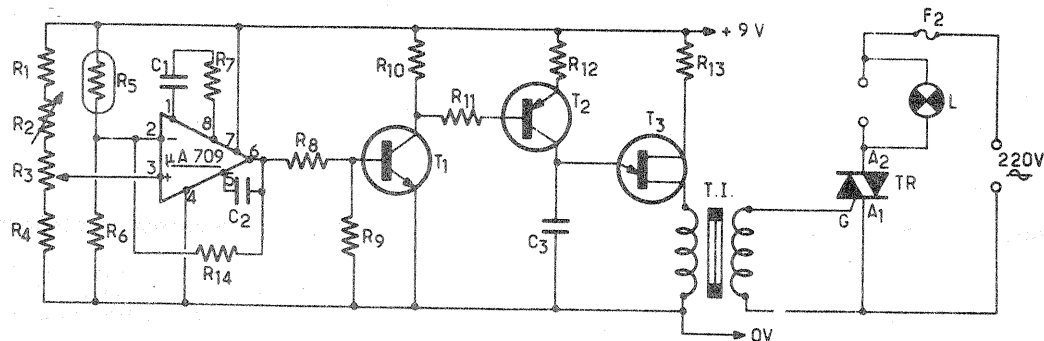 + 9 V
F2
R1
R5
C1
R7
R10
R12
R13
R2
1
8
7
R11
T2
L
2
-
μA 709
6
R8
T1
T3
A2
220V
3
+
5
4
C2
R3
T.I.
TR
G
A1
R4
R6
R9
C3
R14
0V